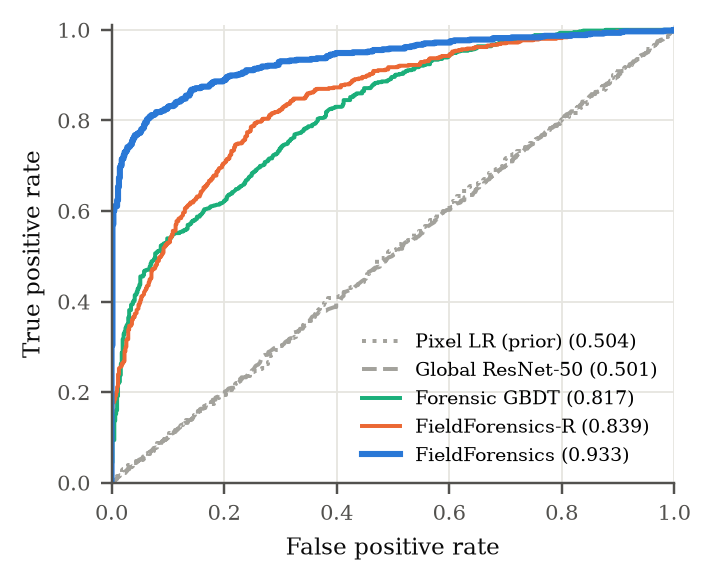 1.0
0.8
0.6
0.4
0.2
0.0
True positive rate
Pixel LR (prior) (0.504)
Global ResNet-50 (0.501)
Forensic GBDT (0.817)
FieldForensics-R (0.839)
FieldForensics (0.933)
0.0 0.2 0.4 0.6 0.8 1.0
False positive rate